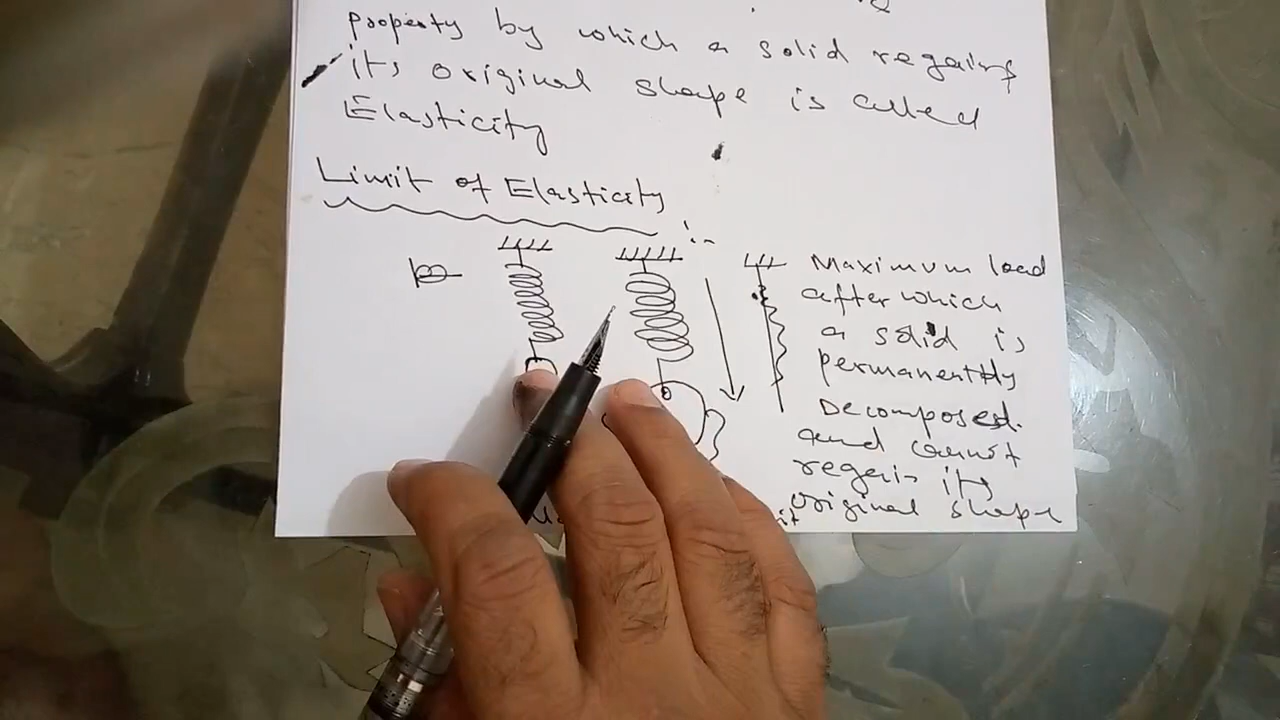 property by which a solid regains
its original shape is called
Elasticity
Limit of Elasticity
Maximum load
after which
a solid is
permanently
Decomposed.
and cannot
regain its
original shape